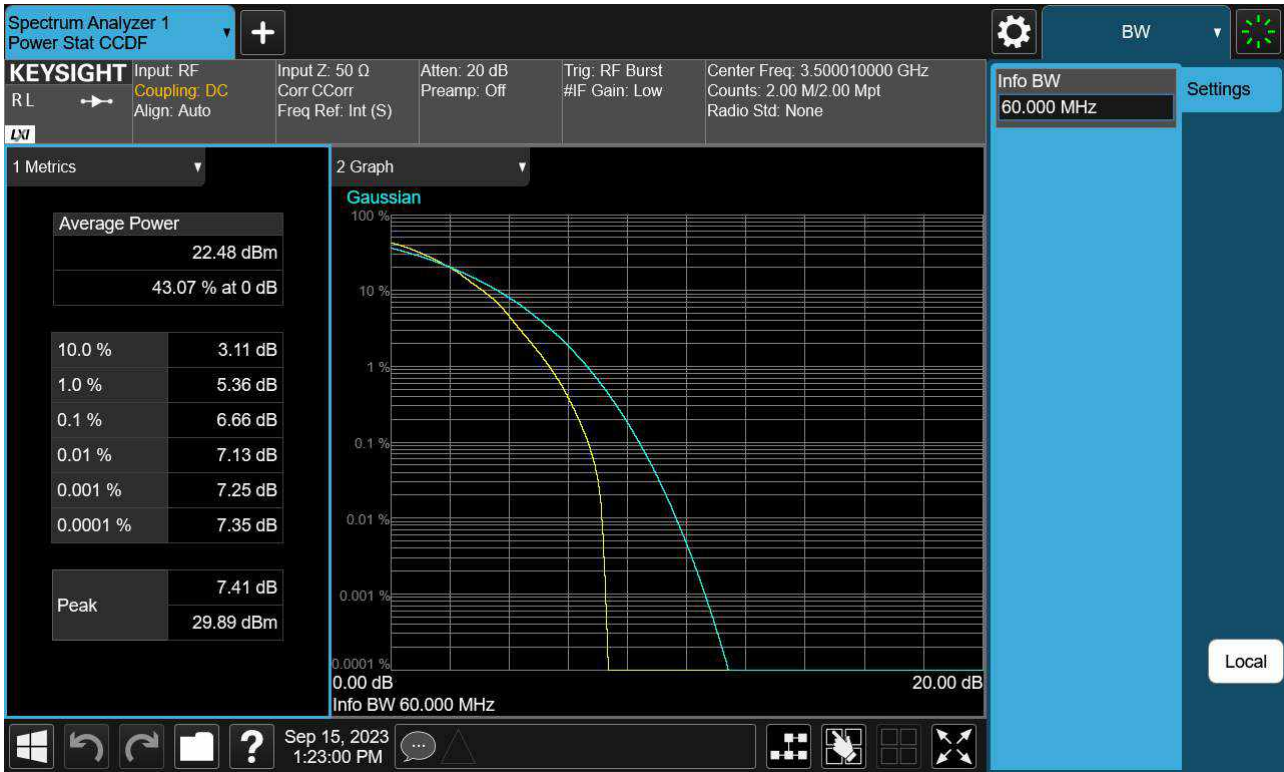 Spectrum Analyzer 1
Power Stat CCDF
+
BW
KEYSIGHT
RL
LXI
Input: RF
Coupling: DC
Align: Auto
Input Z: 50 Ω
Corr CCorr
Freq Ref: Int (S)
Atten: 20 dB
Preamp: Off
Trig: RF Burst
#IF Gain: Low
Center Freq: 3.500010000 GHz
Counts: 2.00 M/2.00 Mpt
Radio Std: None
Info BW
60.000 MHz
Settings
1 Metrics
Average Power
22.48 dBm
43.07 % at 0 dB
10.0 % 3.11 dB
1.0 % 5.36 dB
0.1 % 6.66 dB
0.01 % 7.13 dB
0.001 % 7.25 dB
0.0001 % 7.35 dB
Peak
7.41 dB
29.89 dBm
2 Graph
Gaussian
100 %
10 %
1 %
0.1 %
0.01 %
0.001 %
0.0001 %
0.00 dB 20.00 dB
Info BW 60.000 MHz
Local
?
Sep 15, 2023
1:23:00 PM